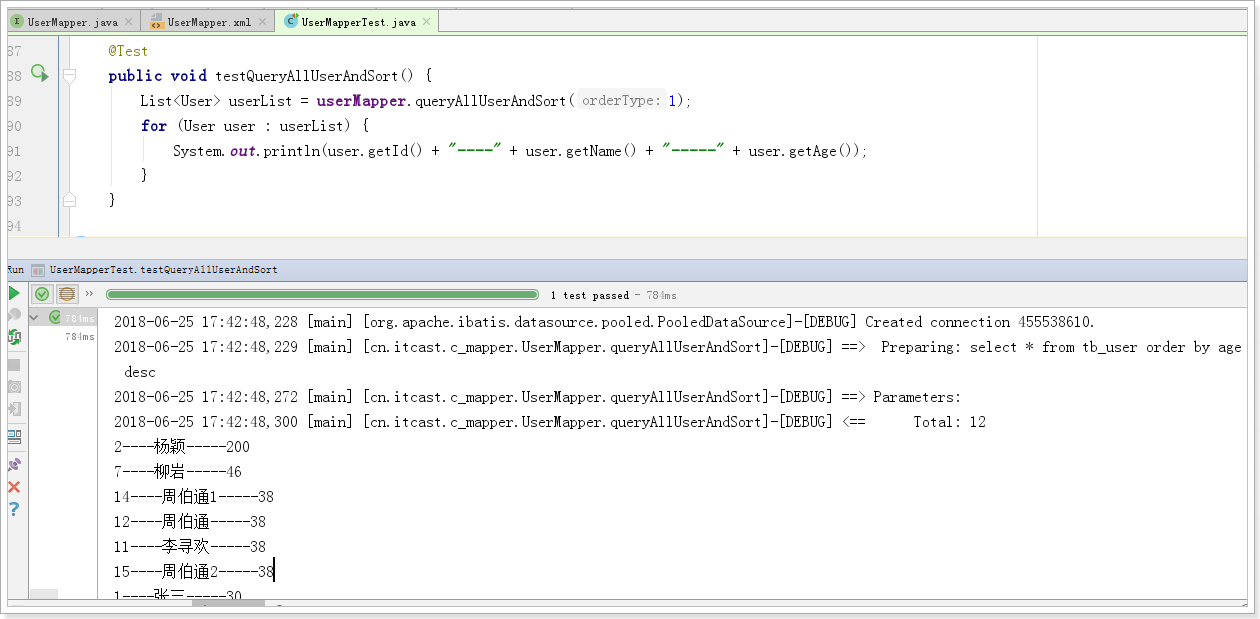 UserMapper.java × UserMapper.xml × UserMapperTest.java ×
87 @Test
88 public void testQueryAllUserAndSort() {
89 List<User> userList = userMapper.queryAllUserAndSort( orderType: 1);
90 for (User user : userList) {
91 System.out.println(user.getId() + "----" + user.getName() + "-----" + user.getAge());
92 }
93 }
94
Run UserMapperTest.testQueryAllUserAndSort
» 1 test passed - 784ms
784ms
784ms
2018-06-25 17:42:48,228 [main] [org.apache.ibatis.datasource.pooled.PooledDataSource]-[DEBUG] Created connection 455538610.
2018-06-25 17:42:48,229 [main] [cn.itcast.c_mapper.UserMapper.queryAllUserAndSort]-[DEBUG] ==>  Preparing: select * from tb_user order by age
desc
2018-06-25 17:42:48,272 [main] [cn.itcast.c_mapper.UserMapper.queryAllUserAndSort]-[DEBUG] ==> Parameters:
2018-06-25 17:42:48,300 [main] [cn.itcast.c_mapper.UserMapper.queryAllUserAndSort]-[DEBUG] <==      Total: 12
2----杨颖-----200
7----柳岩-----46
14----周伯通1-----38
12----周伯通-----38
11----李寻欢-----38
15----周伯通2-----38
1----张三-----30